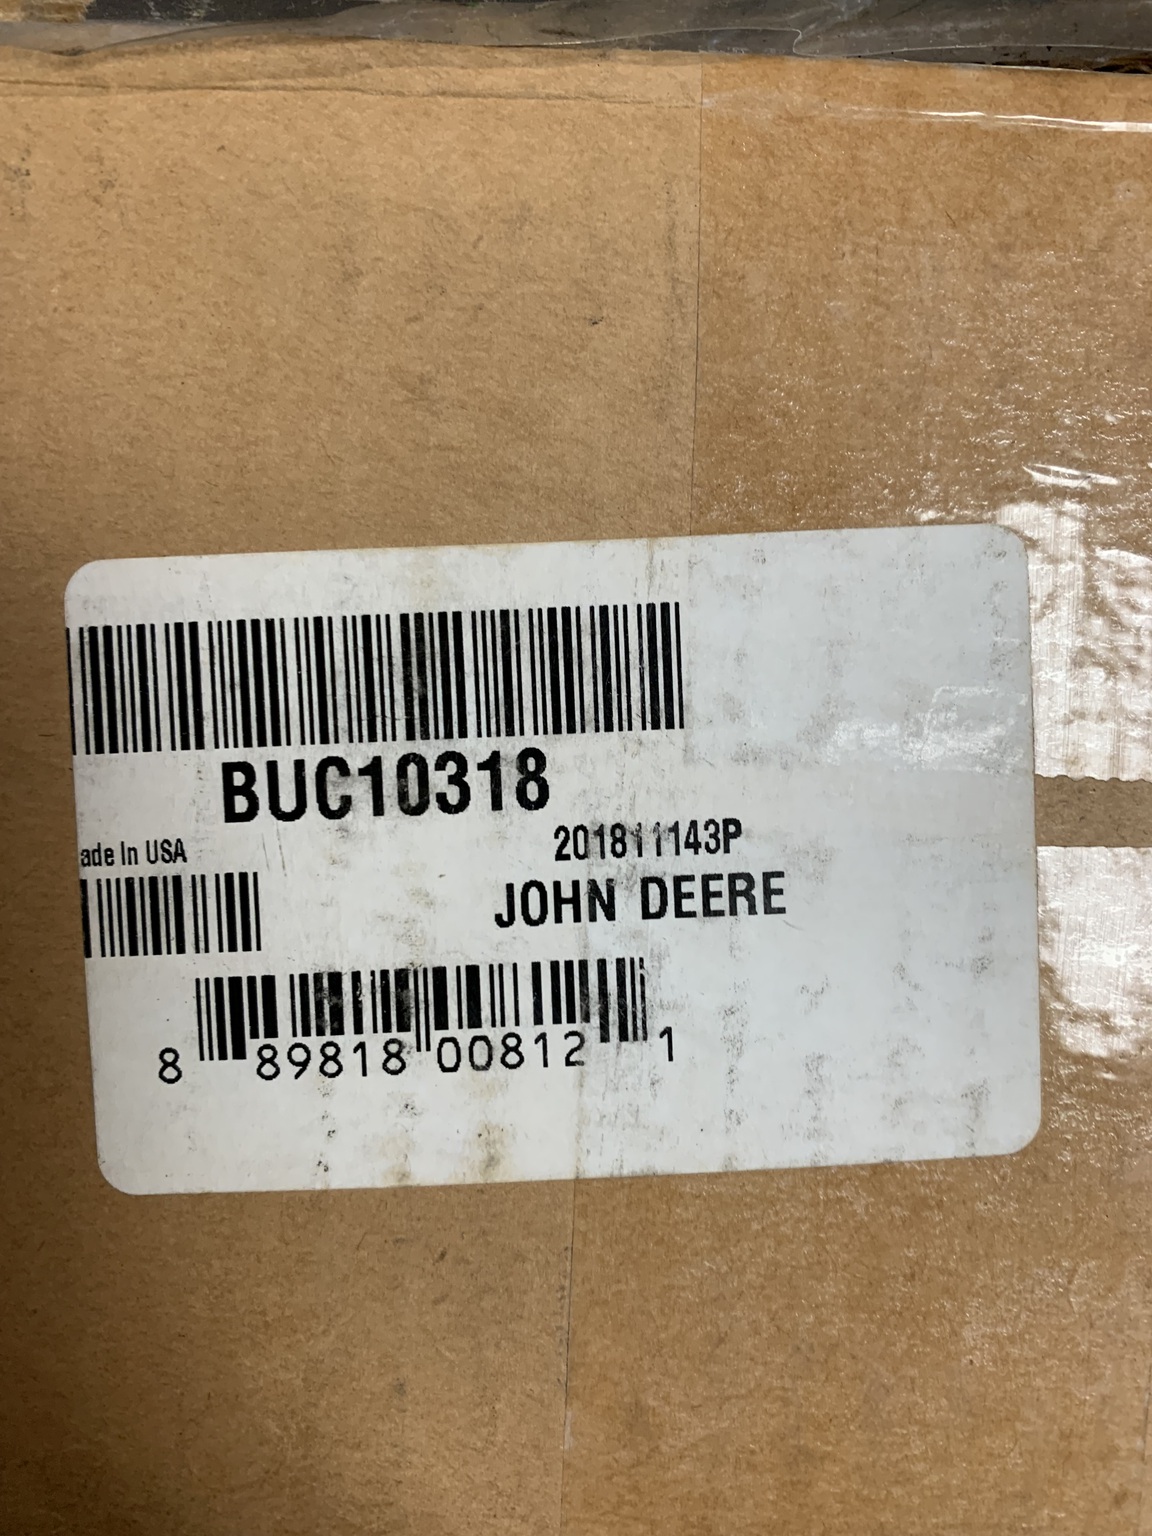 BUC10318
ade In USA
201811143P
JOHN DEERE
8 89818 00812 1